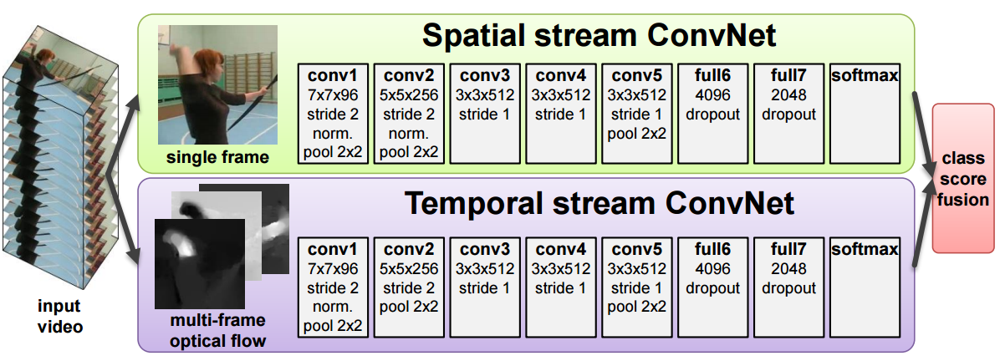 Spatial stream ConvNet
single frame
conv1
7x7x96
stride 2
norm.
pool 2x2
conv2
5x5x256
stride 2
norm.
pool 2x2
conv3
3x3x512
stride 1
conv4
3x3x512
stride 1
conv5
3x3x512
stride 1
pool 2x2
full6
4096
dropout
full7
2048
dropout
softmax
input
video
Temporal stream ConvNet
multi-frame
optical flow
conv1
7x7x96
stride 2
norm.
pool 2x2
conv2
5x5x256
stride 2
pool 2x2
conv3
3x3x512
stride 1
conv4
3x3x512
stride 1
conv5
3x3x512
stride 1
pool 2x2
full6
4096
dropout
full7
2048
dropout
softmax
class
score
fusion